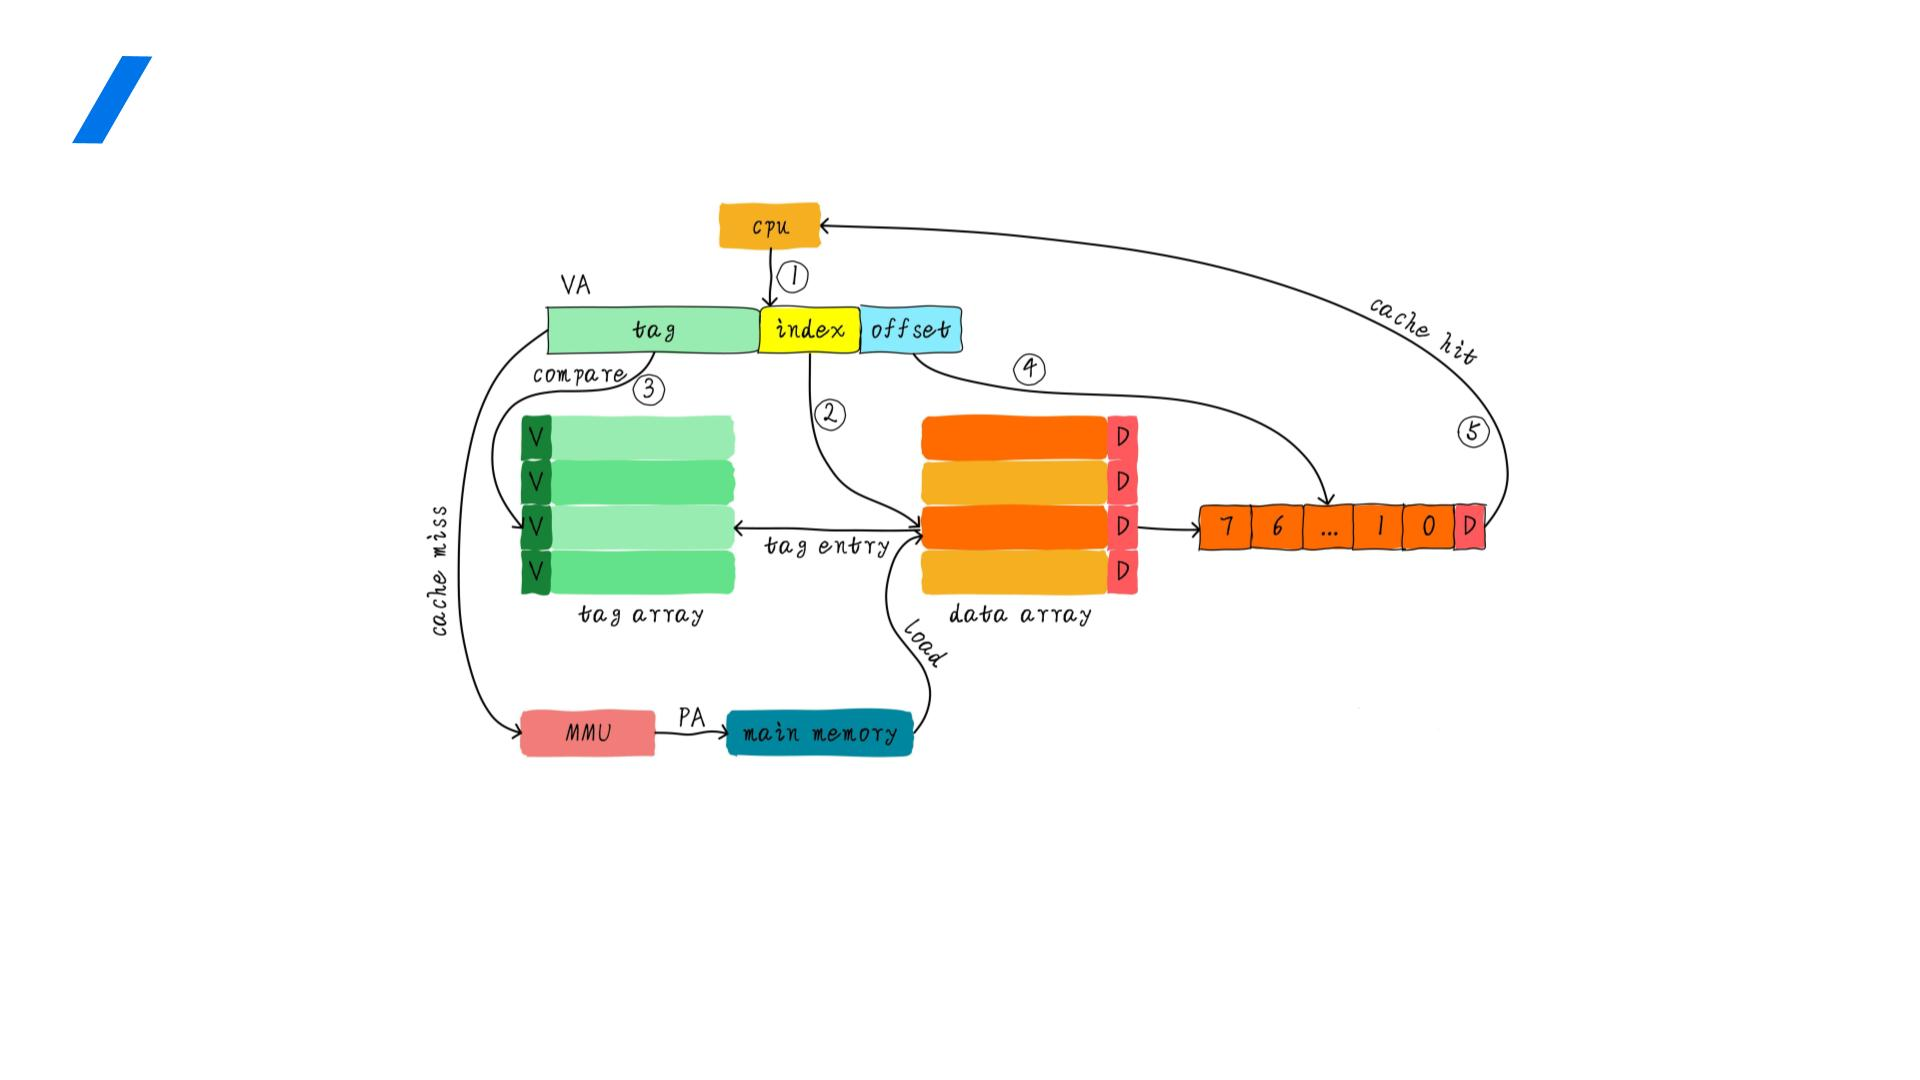 cpu
①
VA
tag index offset
cache hit
compare
③
④
②
⑤
V
D
V
D
V
D
7 6 ... 1 0 D
tag entry
V
D
tag array
data array
cache miss
load
MMU
PA
main memory